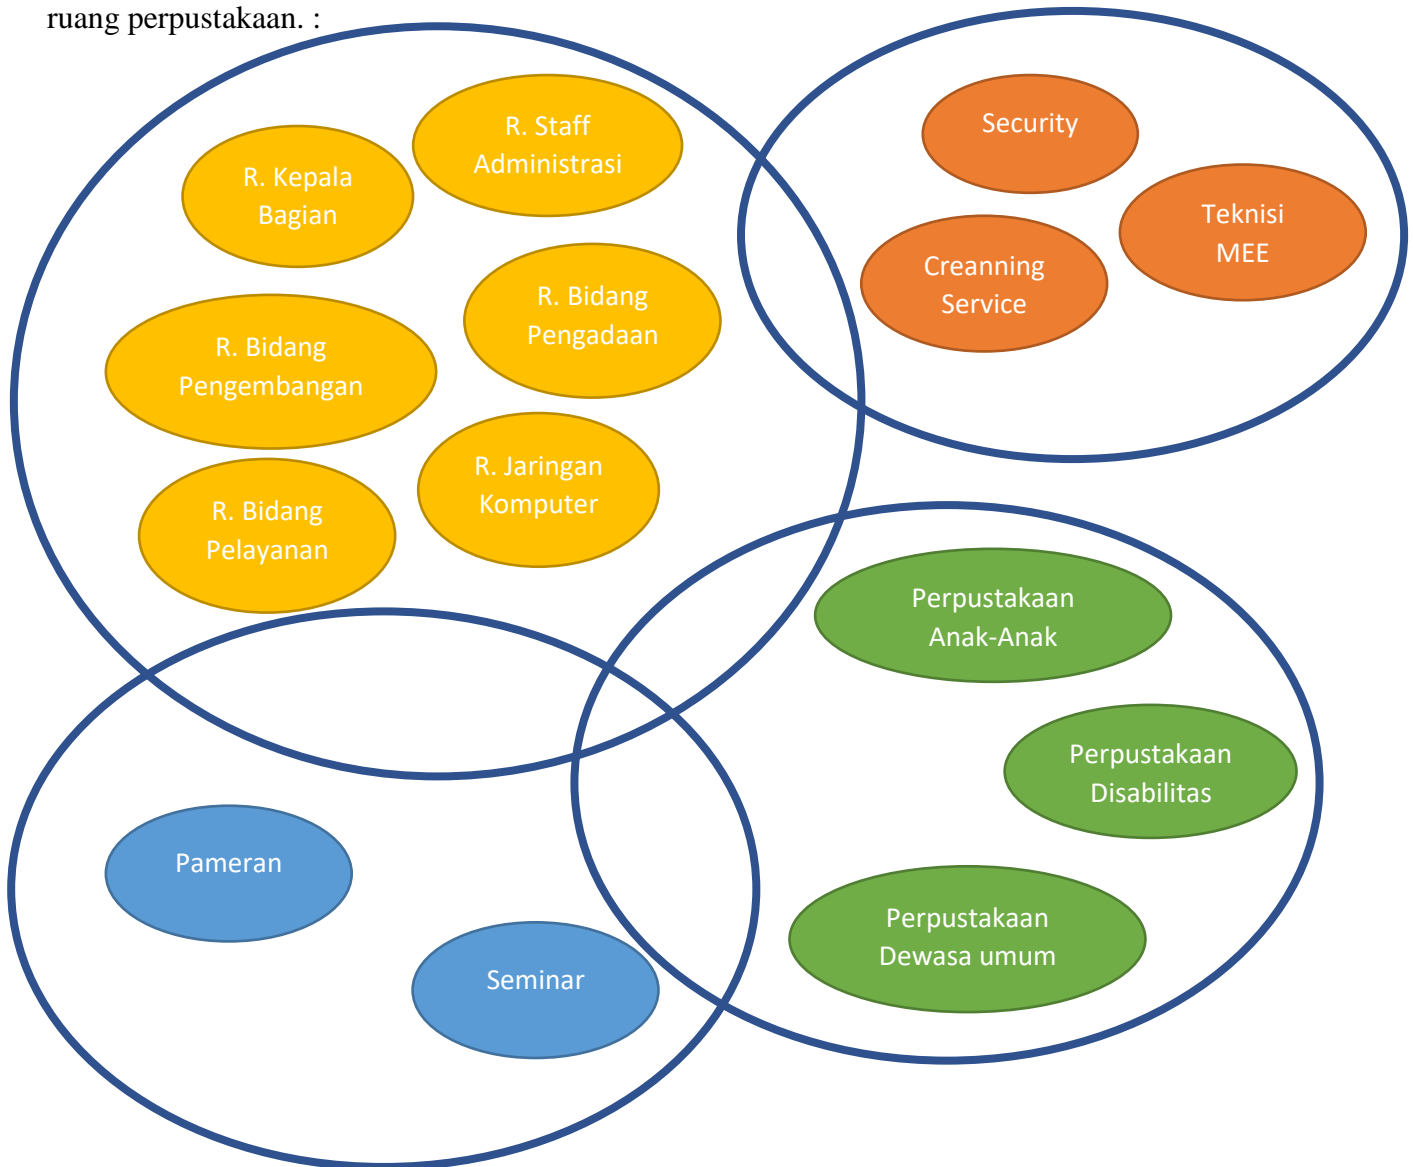 ruang perpustakaan. :
R. Staff
Administrasi
R. Kepala
Bagian
R. Bidang
Pengadaan
R. Bidang
Pengembangan
R. Jaringan
Komputer
R. Bidang
Pelayanan
Security
Teknisi
MEE
Creanning
Service
Perpustakaan
Anak-Anak
Perpustakaan
Disabilitas
Perpustakaan
Dewasa umum
Pameran
Seminar